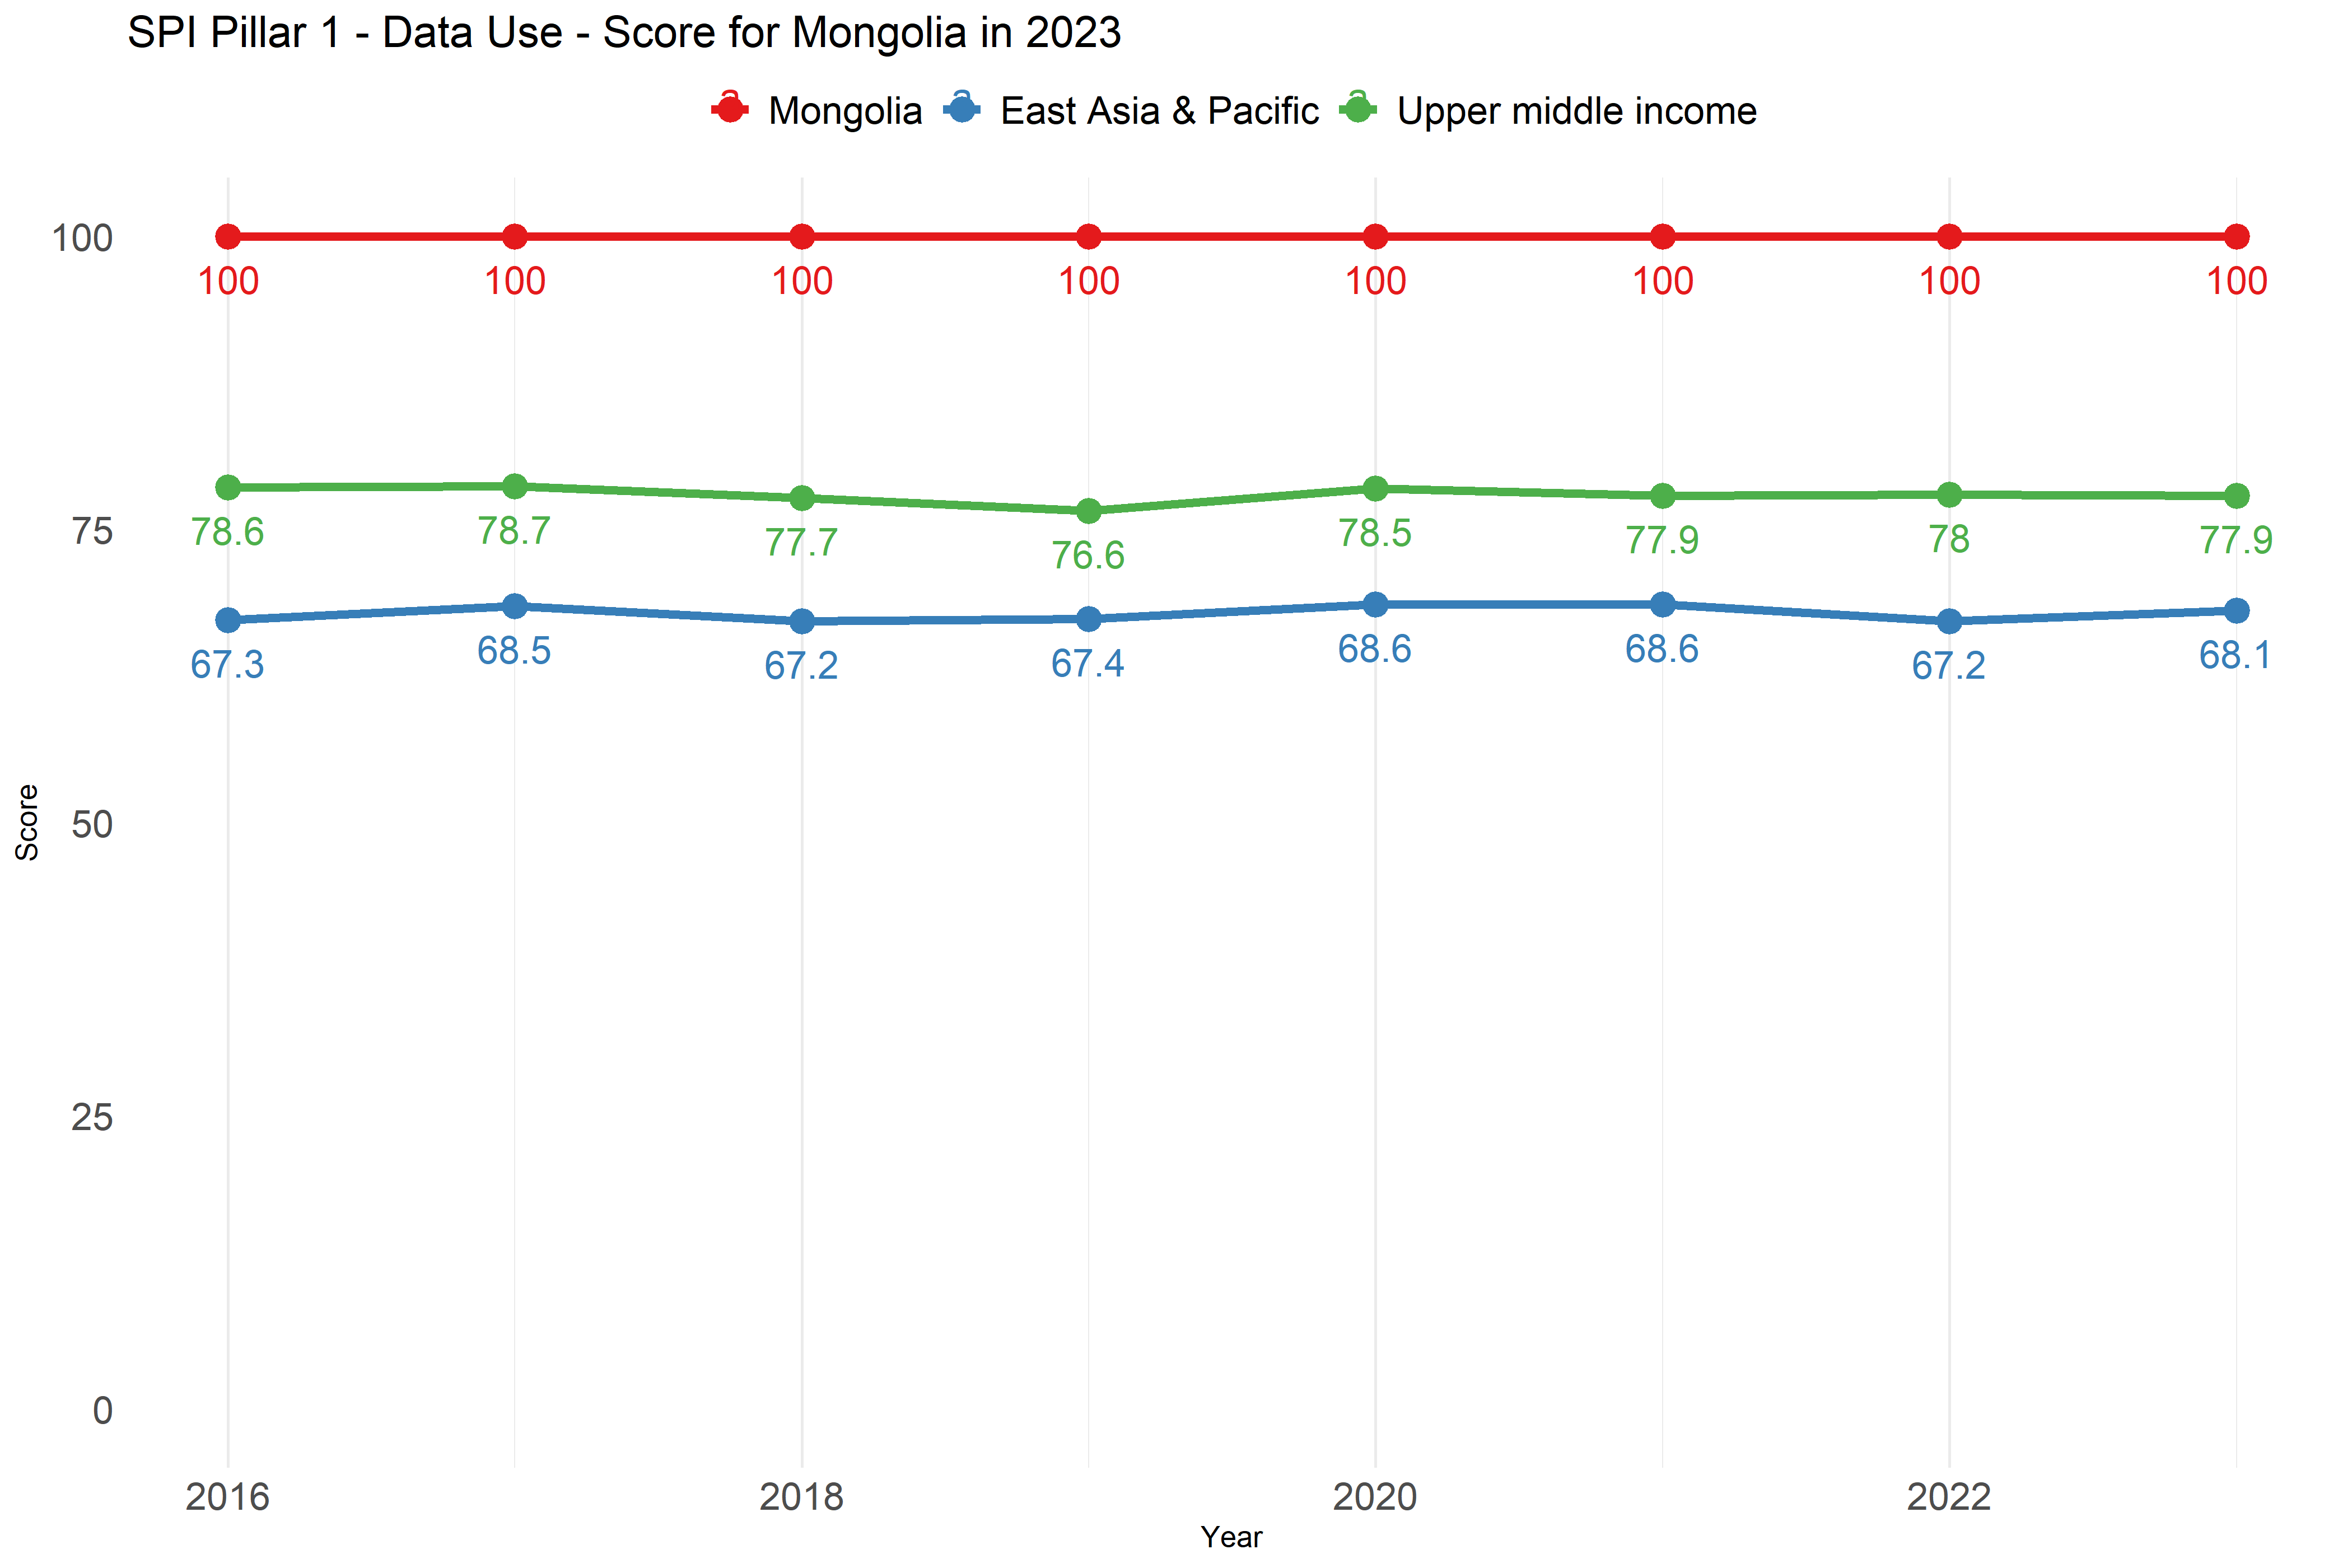 SPI Pillar 1 - Data Use - Score for Mongolia in 2023
Mongolia East Asia & Pacific Upper middle income
100
100 100 100 100 100 100 100 100
75
78.6 78.7 77.7 76.6 78.5 77.9 78 77.9
67.3 68.5 67.2 67.4 68.6 68.6 67.2 68.1
Score
50
25
0
2016 2018 2020 2022
Year